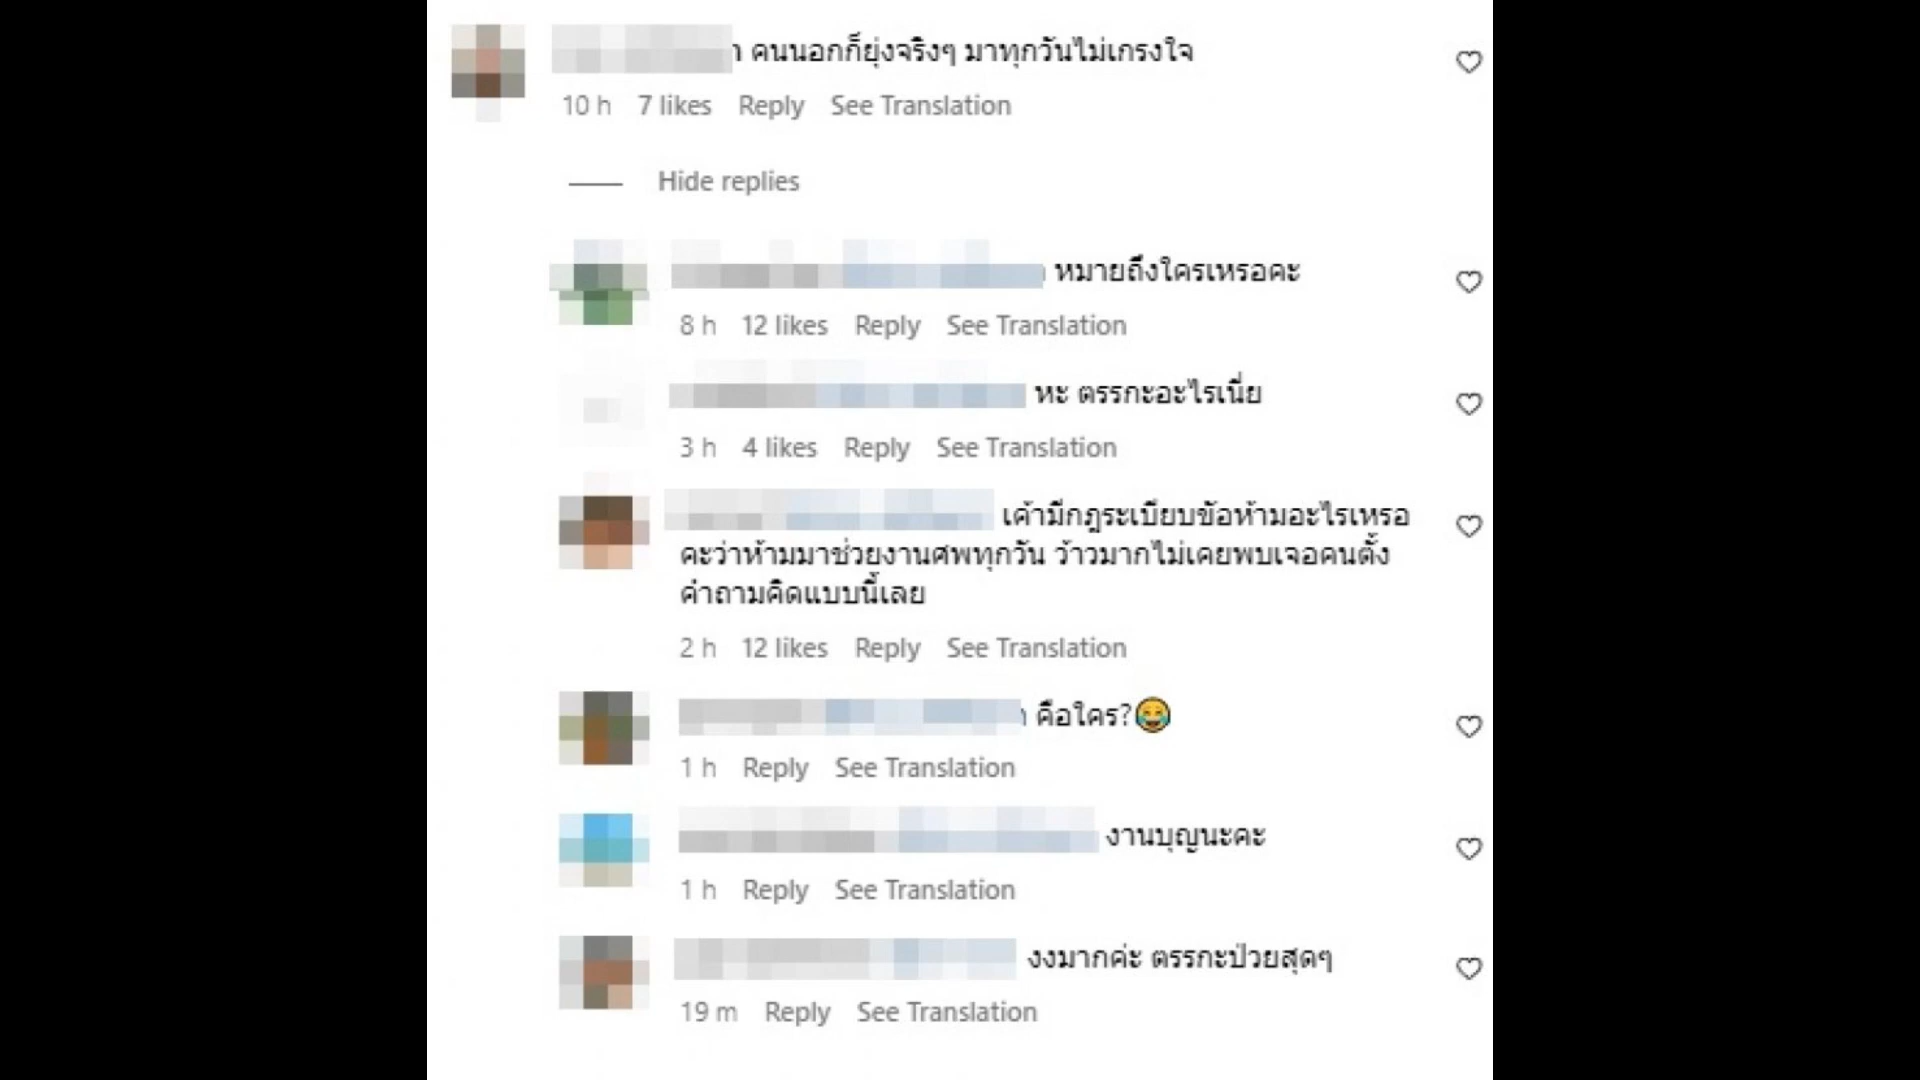 คนนอกก็ยุ่งจริงๆ มาทุกวันไม่เกรงใจ
10 h 7 likes Reply See Translation
Hide replies
หมายถึงใครเหรอคะ
8 h 12 likes Reply See Translation
หะ ตรรกะอะไรเนี่ย
3 h 4 likes Reply See Translation
เค้ามีกฎระเบียบข้อห้ามอะไรเหรอ
คะว่าห้ามมาช่วยงานศพทุกวัน ว้าวมากไม่เคยพบเจอคนตั้ง
คำถามคิดแบบนี้เลย
2 h 12 likes Reply See Translation
คือใคร?😂
1 h Reply See Translation
งานบุญนะคะ
1 h Reply See Translation
งงมากค่ะ ตรรกะป่วยสุดๆ
19 m Reply See Translation